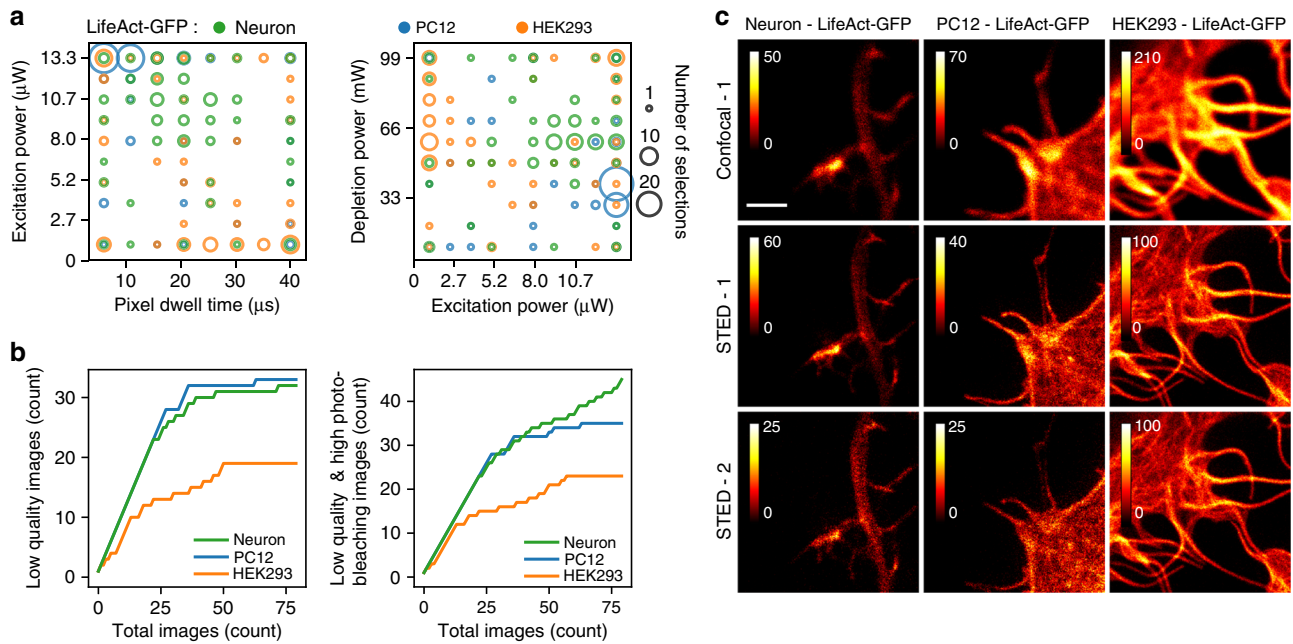 a
LifeAct-GFP : Neuron PC12 HEK293
Excitation power (μW)
13.3
10.7
8.0
5.2
2.7
0
10 20 30 40
Pixel dwell time (μs)
Depletion power (mW)
99
66
33
0 2.7 5.2 8.0 10.7
Excitation power (μW)
1
10
20
Number of selections
b
Low quality images (count)
30
20
10
0
Neuron
PC12
HEK293
0 25 50 75
Total images (count)
Low quality & high photo-
bleaching images (count)
40
30
20
10
0
Neuron
PC12
HEK293
0 25 50 75
Total images (count)
c
Neuron - LifeAct-GFP PC12 - LifeAct-GFP HEK293 - LifeAct-GFP
Confocal - 1
50 70 210
0 0 0
STED - 1
60 40 100
0 0 0
STED - 2
25 25 100
0 0 0